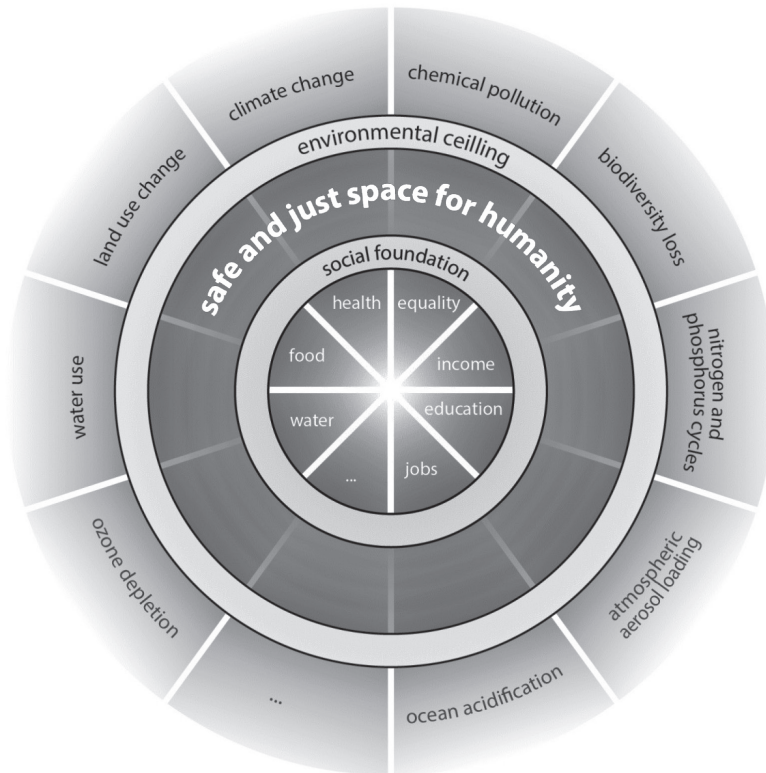 climate change
chemical pollution
biodiversity loss
nitrogen and
phosphorus cycles
atmospheric
aerosol loading
ocean acidification
...
ozone depletion
water use
land use change
environmental ceilling
safe and just space for humanity
social foundation
health
equality
income
education
jobs
...
water
food